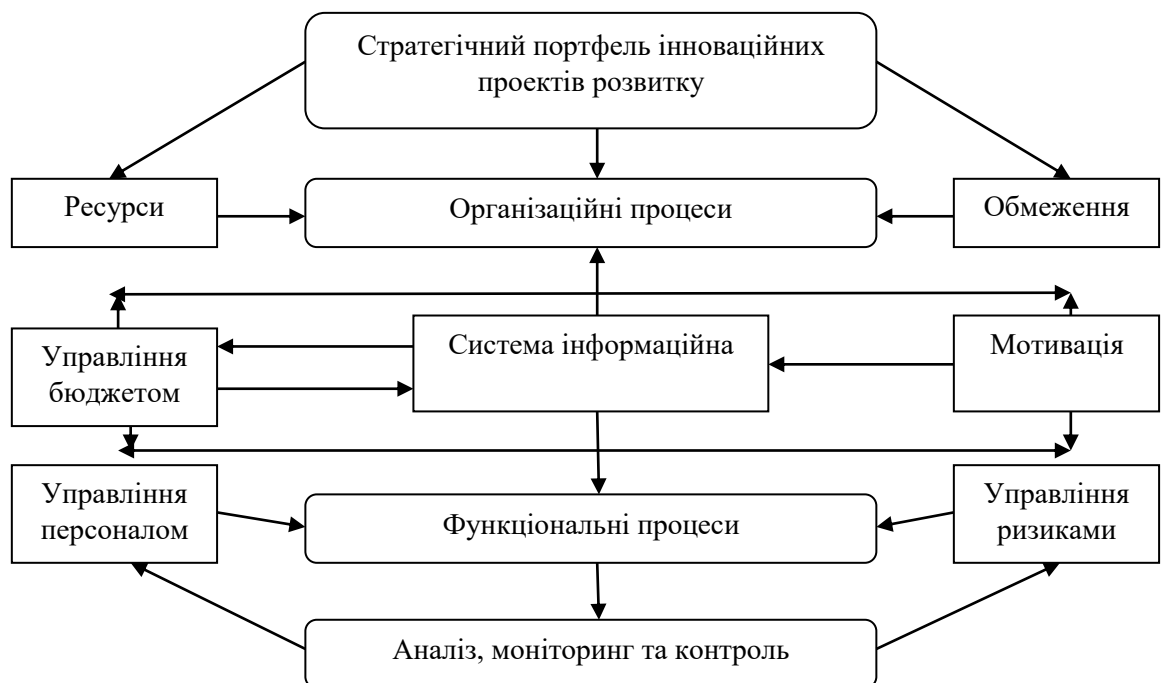 Стратегічний портфель інноваційних
проектів розвитку
Ресурси
Організаційні процеси
Обмеження
Управління
бюджетом
Система інформаційна
Мотивація
Управління
персоналом
Функціональні процеси
Управління
ризиками
Аналіз, моніторинг та контроль